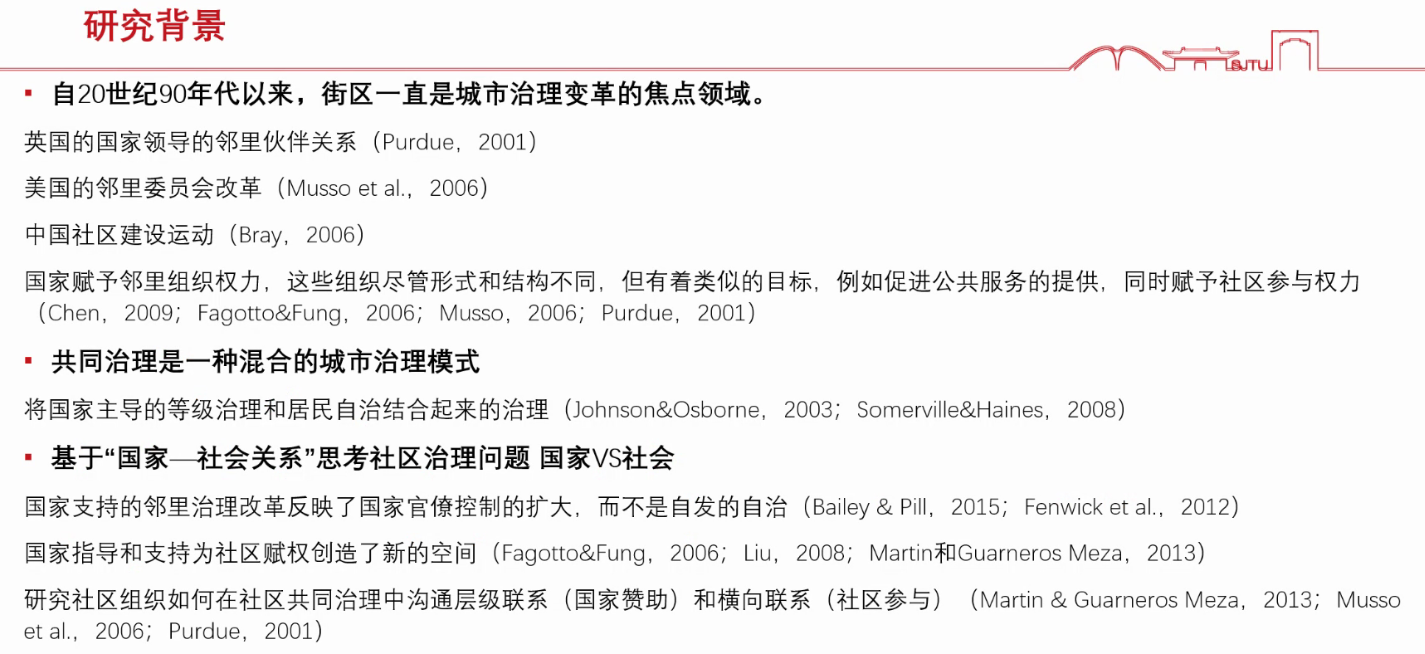 研究背景
BJTU
自20世纪90年代以来，街区一直是城市治理变革的焦点领域。
英国的国家领导的邻里伙伴关系（Purdue，2001）
美国的邻里委员会改革（Musso et al.，2006）
中国社区建设运动（Bray，2006）
国家赋予邻里组织权力，这些组织尽管形式和结构不同，但有着类似的目标，例如促进公共服务的提供，同时赋予社区参与权力
（Chen，2009；Fagotto&Fung，2006；Musso，2006；Purdue，2001）
共同治理是一种混合的城市治理模式
将国家主导的等级治理和居民自治结合起来的治理（Johnson&Osborne，2003；Somerville&Haines，2008）
基于“国家—社会关系”思考社区治理问题 国家VS社会
国家支持的邻里治理改革反映了国家官僚控制的扩大，而不是自发的自治（Bailey & Pill，2015；Fenwick et al.，2012）
国家指导和支持为社区赋权创造了新的空间（Fagotto&Fung，2006；Liu，2008；Martin和Guarneros Meza，2013）
研究社区组织如何在社区共同治理中沟通层级联系（国家赞助）和横向联系（社区参与）（Martin & Guarneros Meza，2013；Musso
et al.，2006；Purdue，2001）